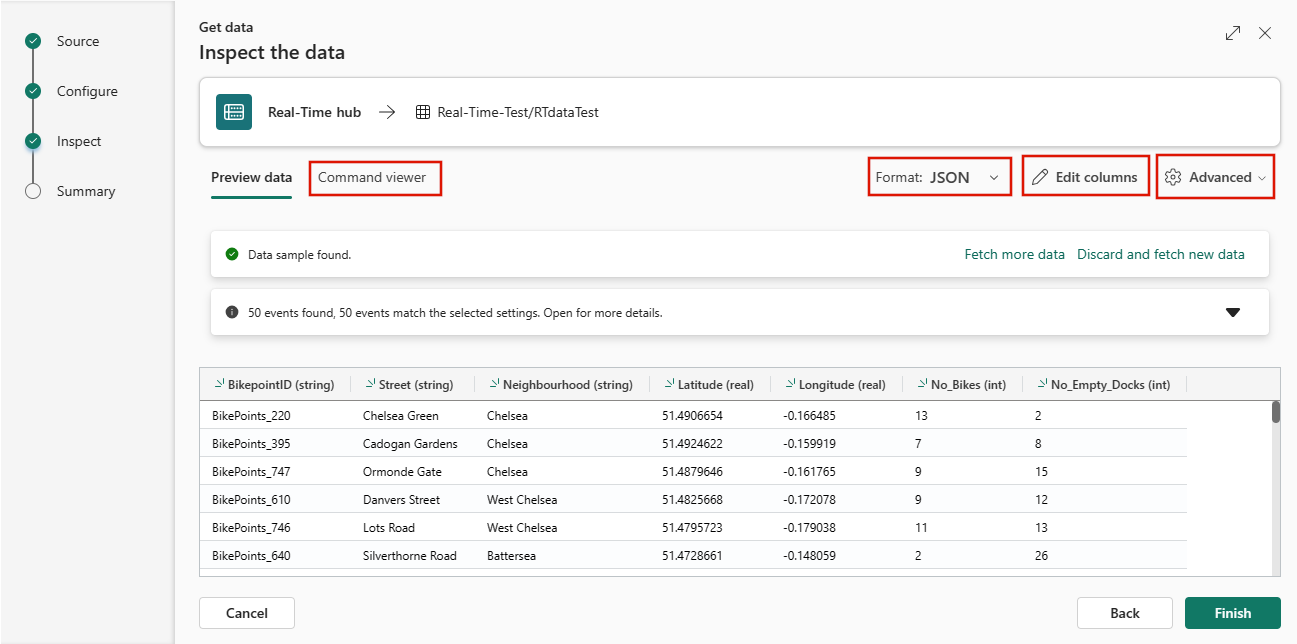 Source
Configure
Inspect
Summary
Get data
Inspect the data
Real-Time hub Real-Time-Test/RTdataTest
Preview data Command viewer Format: JSON Edit columns Advanced
Data sample found. Fetch more data Discard and fetch new data
50 events found, 50 events match the selected settings. Open for more details.
BikepointID (string) Street (string) Neighbourhood (string) Latitude (real) Longitude (real) No_Bikes (int) No_Empty_Docks (int)
BikePoints_220 Chelsea Green Chelsea 51.4906654 -0.166485 13 2
BikePoints_395 Cadogan Gardens Chelsea 51.4924622 -0.159919 7 8
BikePoints_747 Ormonde Gate Chelsea 51.4879646 -0.161765 9 15
BikePoints_610 Danvers Street West Chelsea 51.4825668 -0.172078 9 12
BikePoints_746 Lots Road West Chelsea 51.4795723 -0.179038 11 13
BikePoints_640 Silverthorne Road Battersea 51.4728661 -0.148059 2 26
Cancel Back Finish